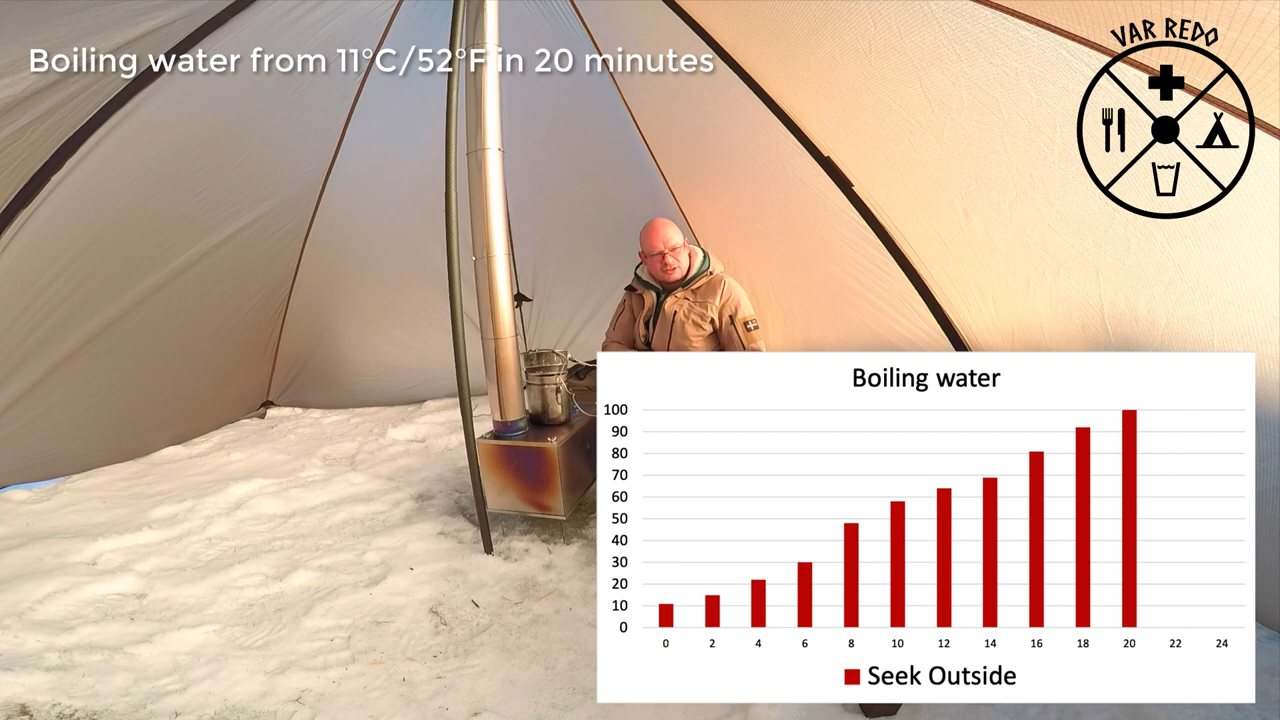 Boiling water from 11°C/52°F in 20 minutes
VAR REDO
Boiling water
100
90
80
70
60
50
40
30
20
10
0
0 2 4 6 8 10 12 14 16 18 20 22 24
Seek Outside